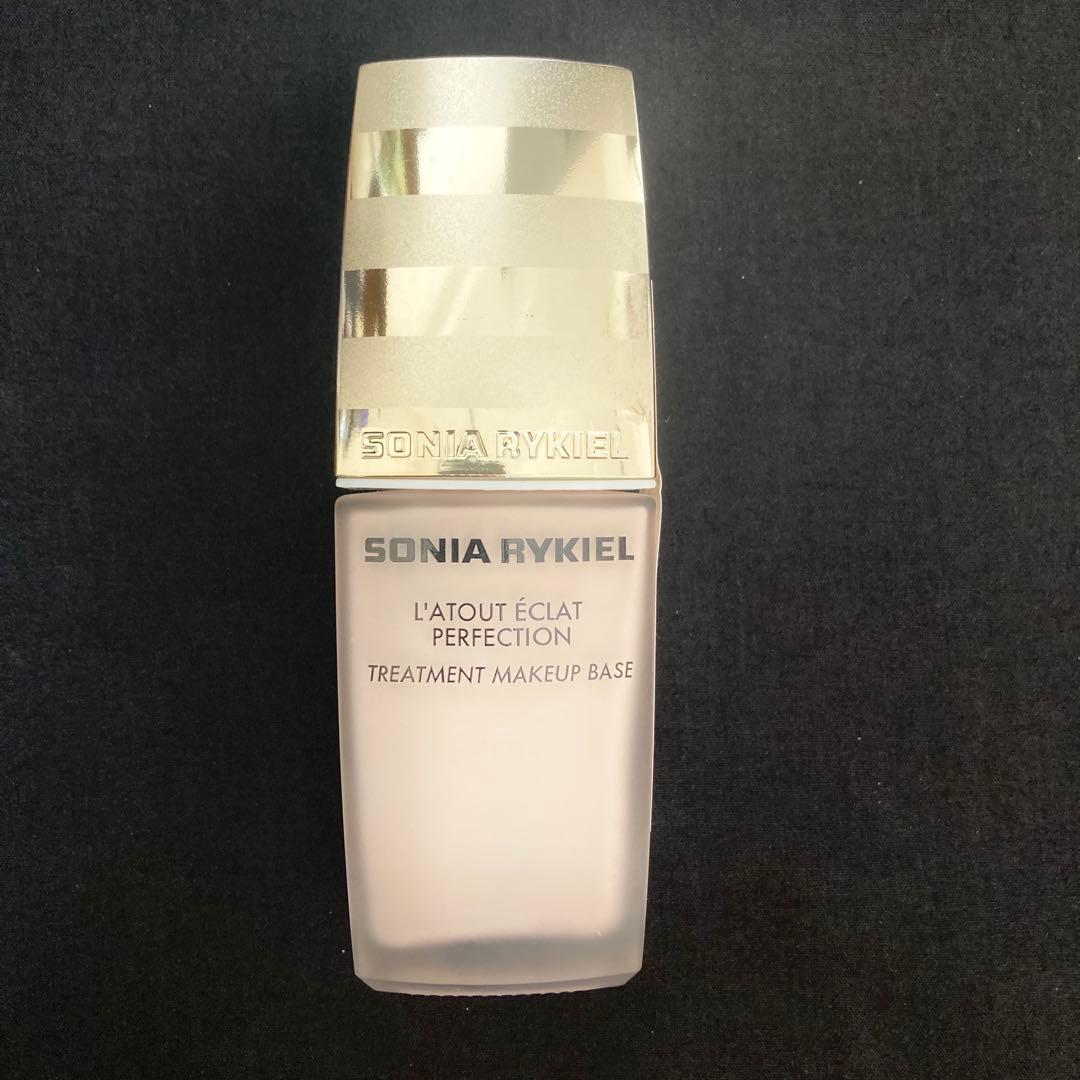 SONIA RYKIEL
SONIA RYKIEL
L'ATOUT ÉCLAT
PERFECTION
TREATMENT MAKEUP BASE